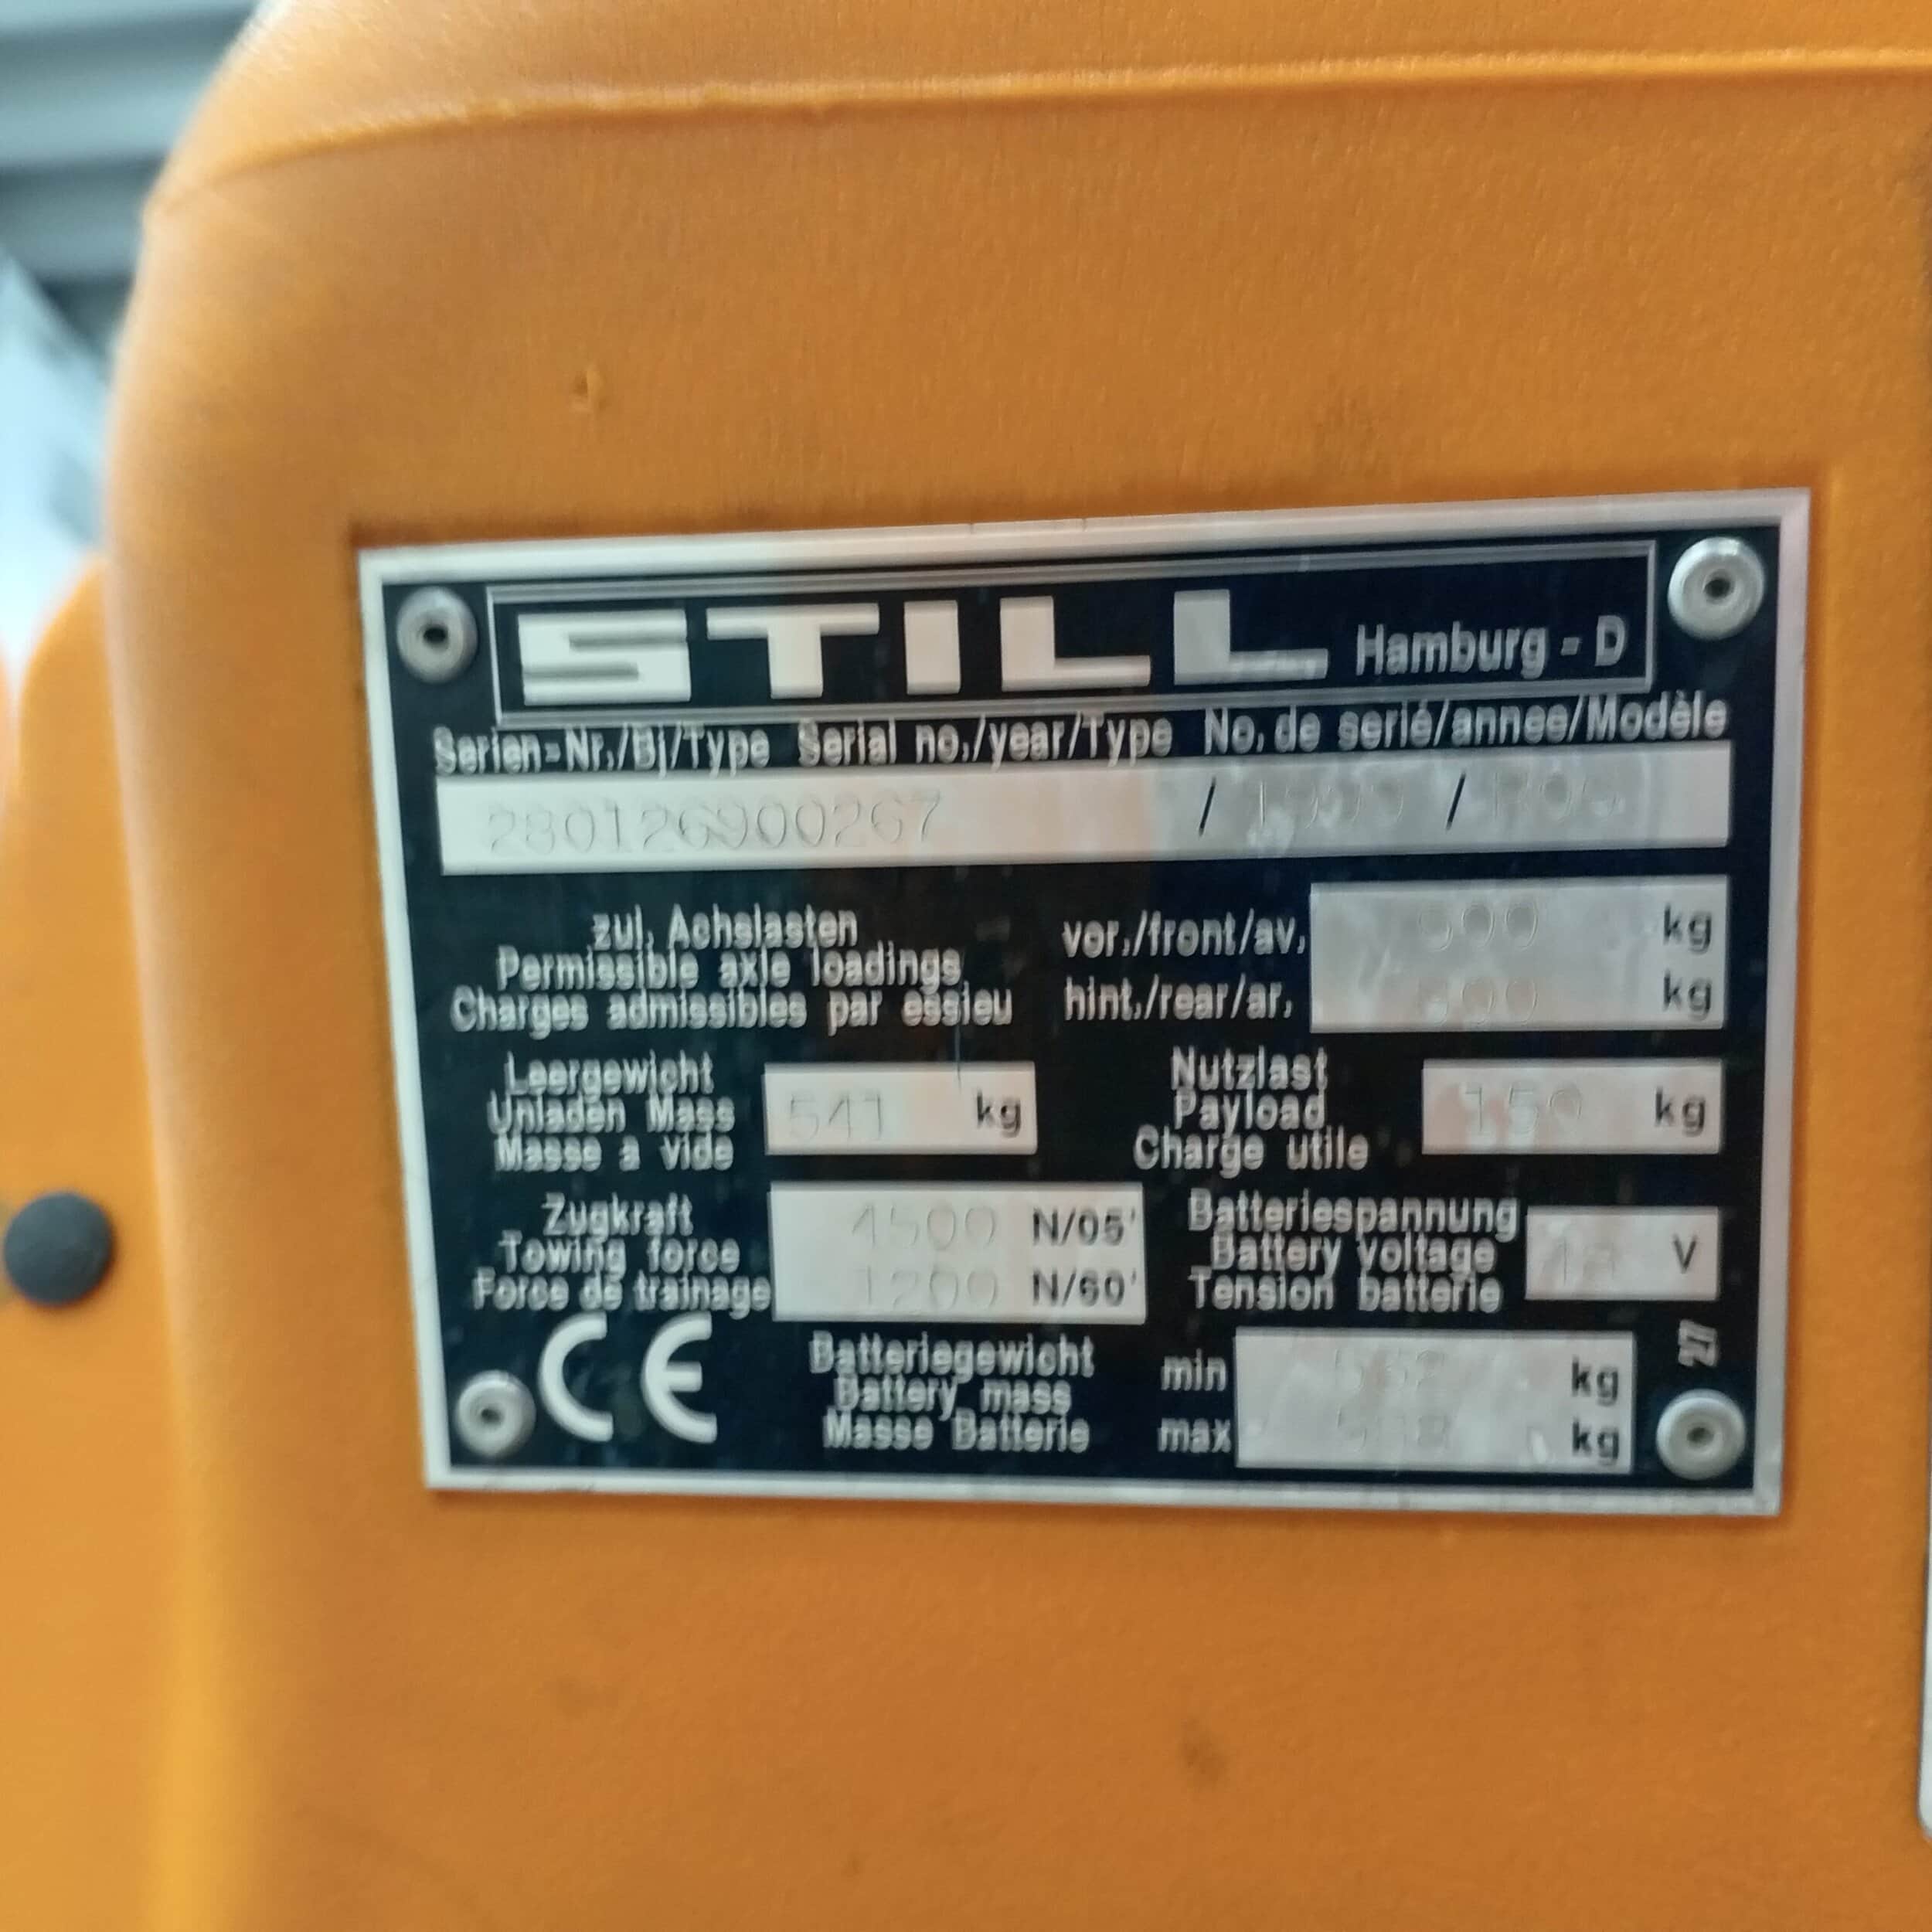 STILL Hamburg - D
Serien-Nr./Bj/Type Serial no./year/Type No. de serié/annee/Modèle
280126900267 / /
zul. Achslasten
Permissible axle loadings
Charges admissibles par essieu
vor./front/av. kg
hint./rear/ar. kg
Leergewicht
Unladen Mass
Masse a vide
541 kg
Nutzlast
Payload
Charge utile
150 kg
Zugkraft
Towing force
Force de trainage
4500 N/05'
1200 N/60'
Batteriespannung
Battery voltage
Tension batterie
V
CE
Batteriegewicht
Battery mass
Masse Batterie
min kg
max kg